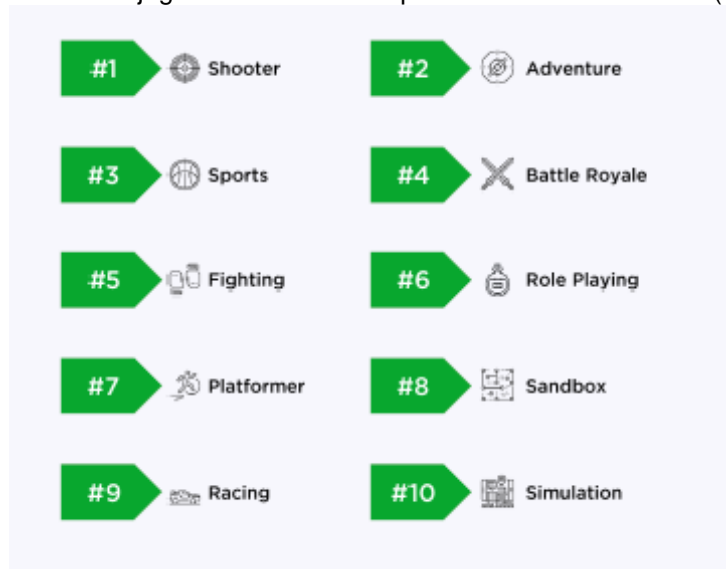 #1 Shooter
#2 Adventure
#3 Sports
#4 Battle Royale
#5 Fighting
#6 Role Playing
#7 Platformer
#8 Sandbox
#9 Racing
#10 Simulation